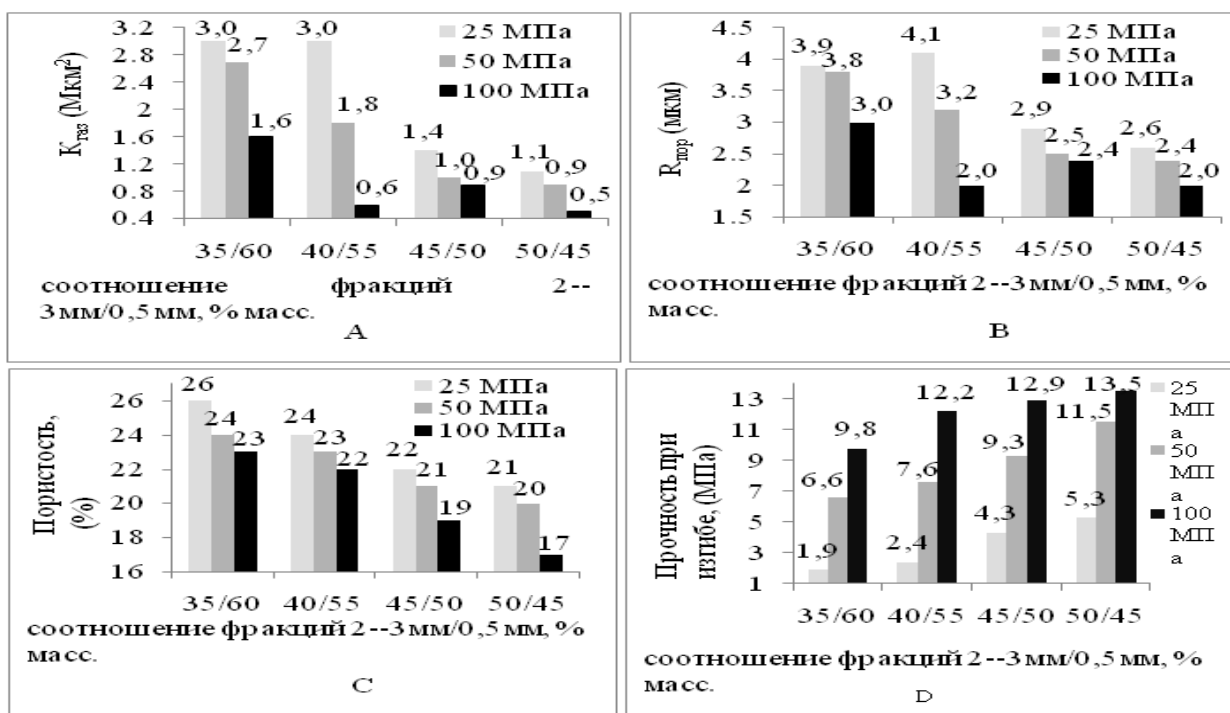 3,0
3,0
3.2
2.8
2.4
2
1.6
1.2
0.8
0.4
K газ (Мкм²)
2,7
1,6
1,8
0,6
1,4
1,0
0,9
1,1
0,9
0,5
25 МПа
50 МПа
100 МПа
35/60 40/55 45/50 50/45
соотношение фракций 2--
3мм/0,5мм, % масс.
A
4.5
4
3.5
3
2.5
2
1.5
R пор (мкм)
3,9
3,8
3,0
4,1
3,2
2,0
2,9
2,5
2,4
2,6
2,4
2,0
25 МПа
50 МПа
100 МПа
35/60 40/55 45/50 50/45
соотношение фракций 2--3мм/0,5мм, %
масс.
B
26
24
22
20
18
16
Пористость,
(%)
26
24
23
24
23
22
22
21
19
21
20
17
25 МПа
50 МПа
100 МПа
35/60 40/55 45/50 50/45
соотношение фракций 2--3мм/0,5мм, %
масс.
C
13
11
9
7
5
3
1
Прочность при
изгибе, (МПа)
1,9
6,6
9,8
2,4
7,6
12,2
4,3
9,3
12,9
5,3
11,5
13,5
25
МП
а
50
МП
а
100
МП
а
35/60 40/55 45/50 50/45
соотношение фракций 2--3мм/0,5мм, %
масс.
D